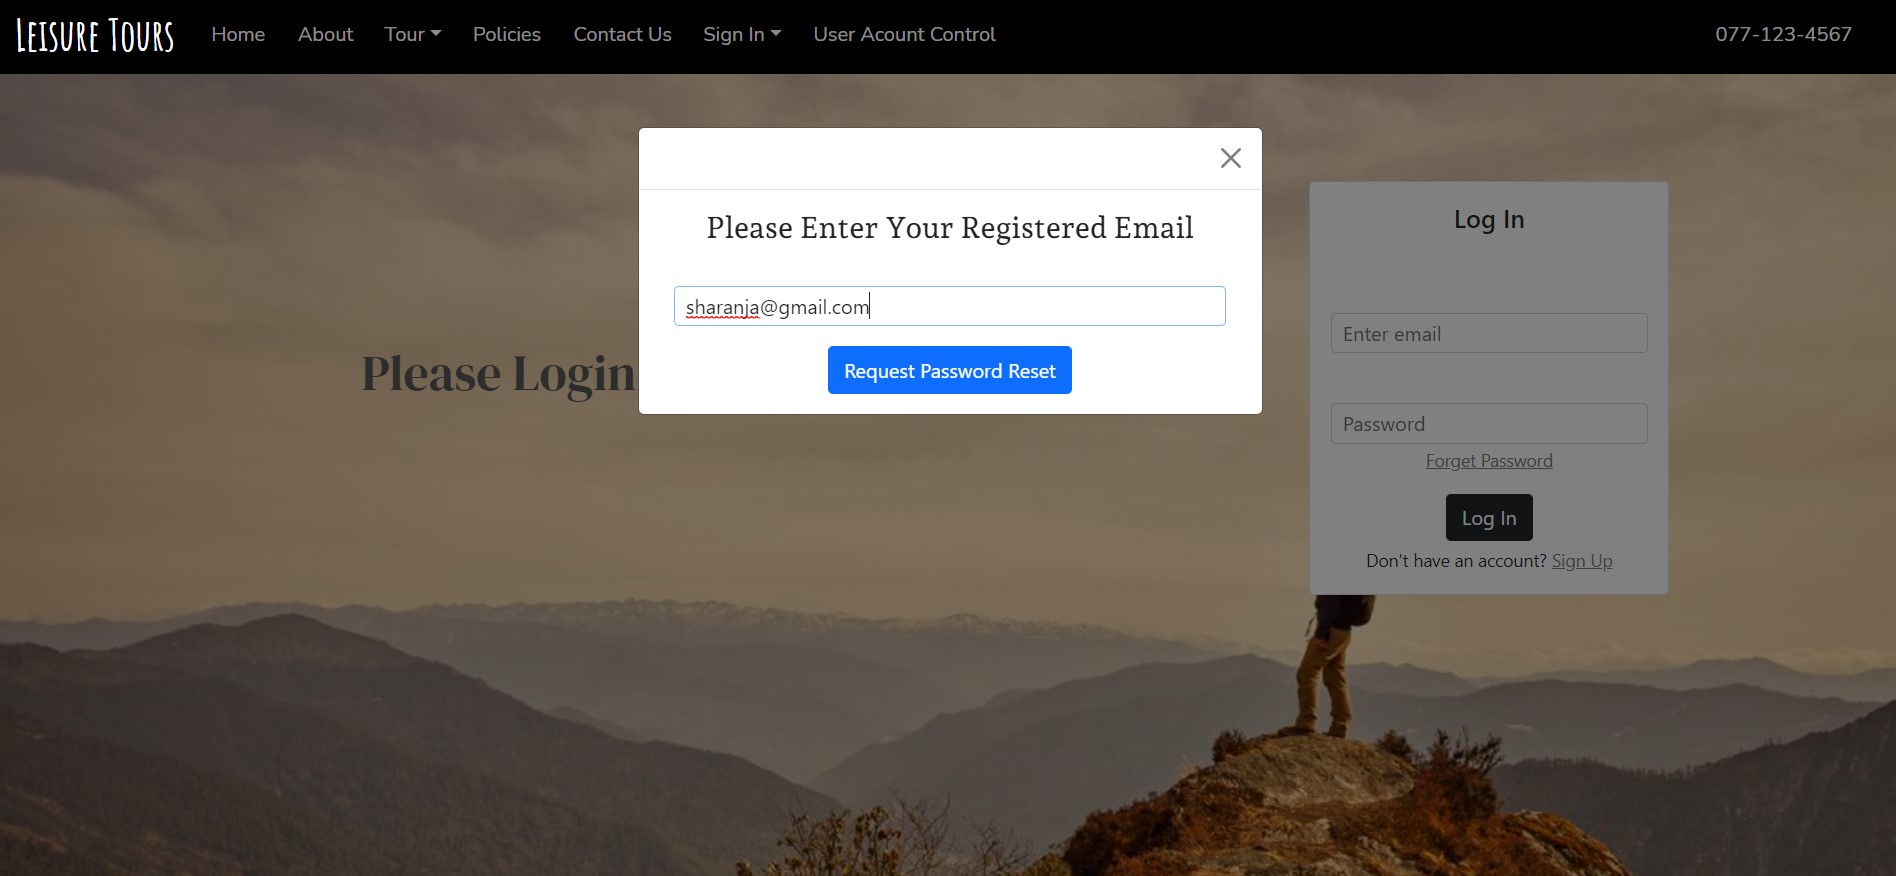 Leisure Tours Home About Tour Policies Contact Us Sign In User Acount Control 077-123-4567
Please Enter Your Registered Email
sharanja@gmail.com
Request Password Reset
Please Login
Log In
Enter email
Password
Forget Password
Log In
Don't have an account? Sign Up